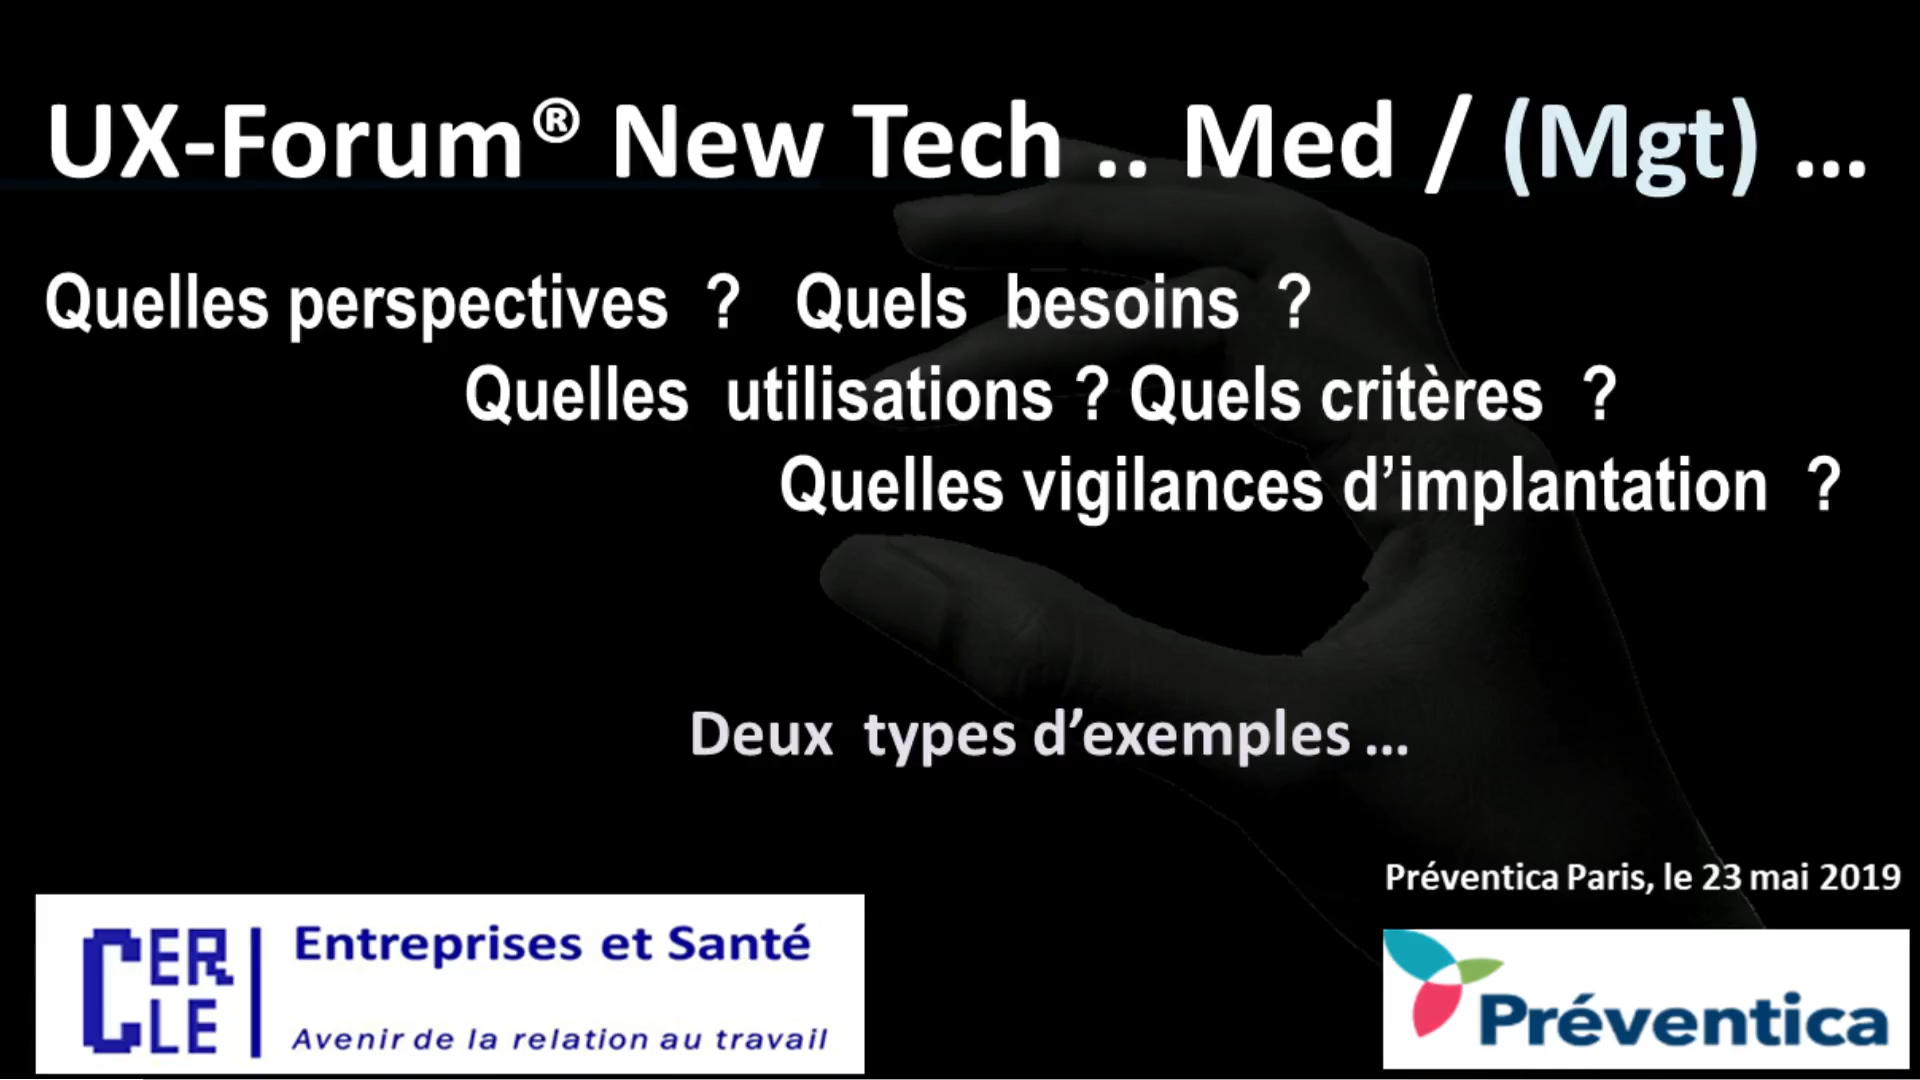 UX-Forum® New Tech .. Med / (Mgt) ...
Quelles perspectives ? Quels besoins ?
Quelles utilisations ? Quels critères ?
Quelles vigilances d’implantation ?
Deux types d’exemples ...
Préventica Paris, le 23 mai 2019
CERCLE
Entreprises et Santé
Avenir de la relation au travail
Préventica